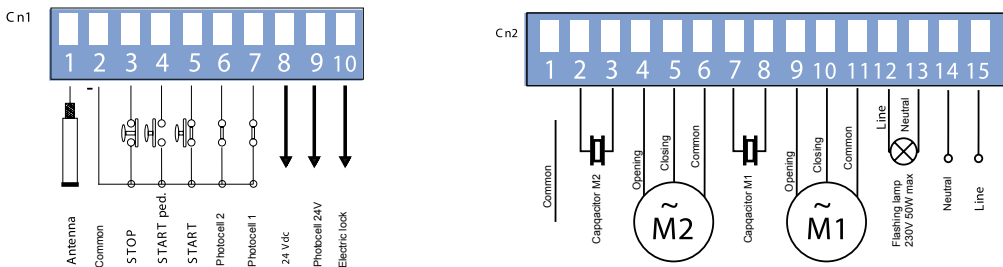 Cn1
1 2 3 4 5 6 7 8 9 10
-
Antenna
Common
STOP
START ped.
START
Photocell 2
Photocell 1
24 Vdc
Photocell 24V
Electric lock
Cn2
1 2 3 4 5 6 7 8 9 10 11 12 13 14 15
Common
Capqacitor M2
Opening
Closing
Common
~
M2
Capqacitor M1
Opening
Closing
Common
~
M1
Line
Neutral
Flashing lamp
230V 50W max
Neutral
Line